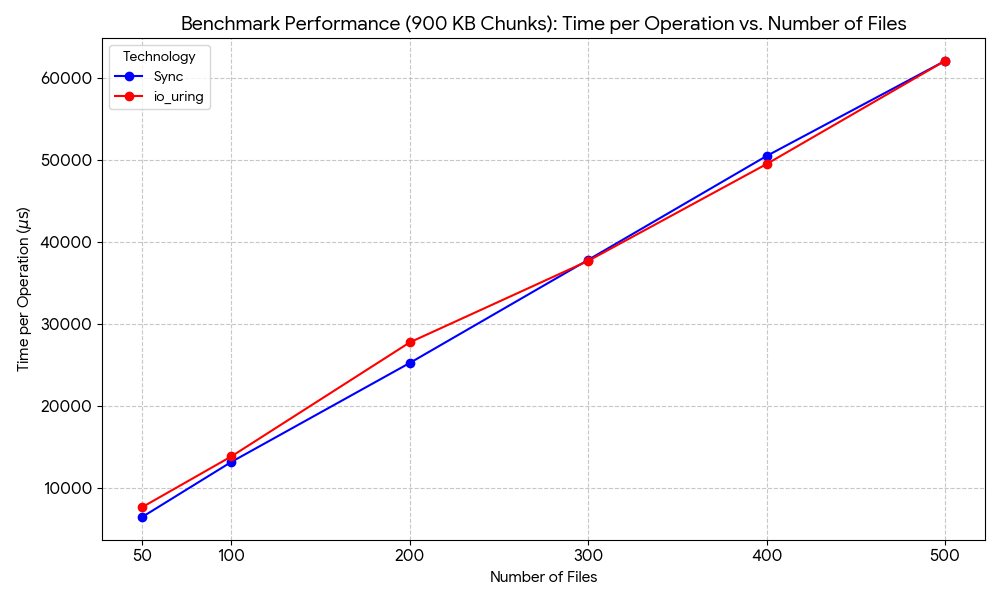 Benchmark Performance (900 KB Chunks): Time per Operation vs. Number of Files
Technology
Sync
io_uring
Time per Operation (μs)
60000
50000
40000
30000
20000
10000
50 100 200 300 400 500
Number of Files